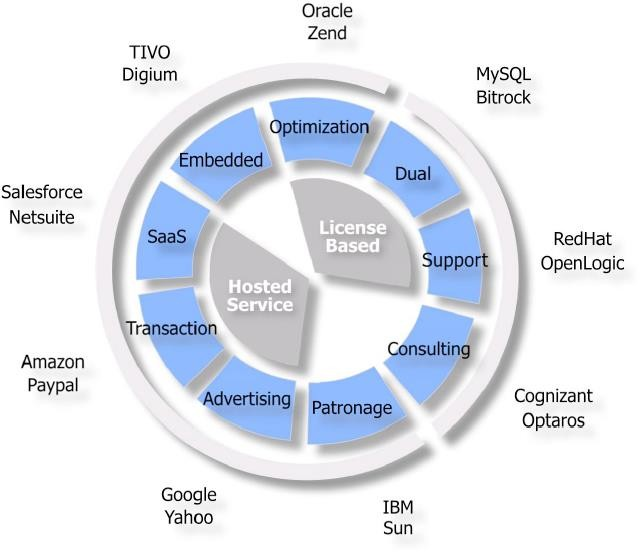 Oracle
Zend
TIVO
Digium
MySQL
Bitrock
Optimization
Embedded
Dual
Salesforce
Netsuite
SaaS
License
Based
Support
RedHat
OpenLogic
Hosted
Service
Transaction
Consulting
Amazon
Paypal
Advertising
Patronage
Cognizant
Optaros
Google
Yahoo
IBM
Sun